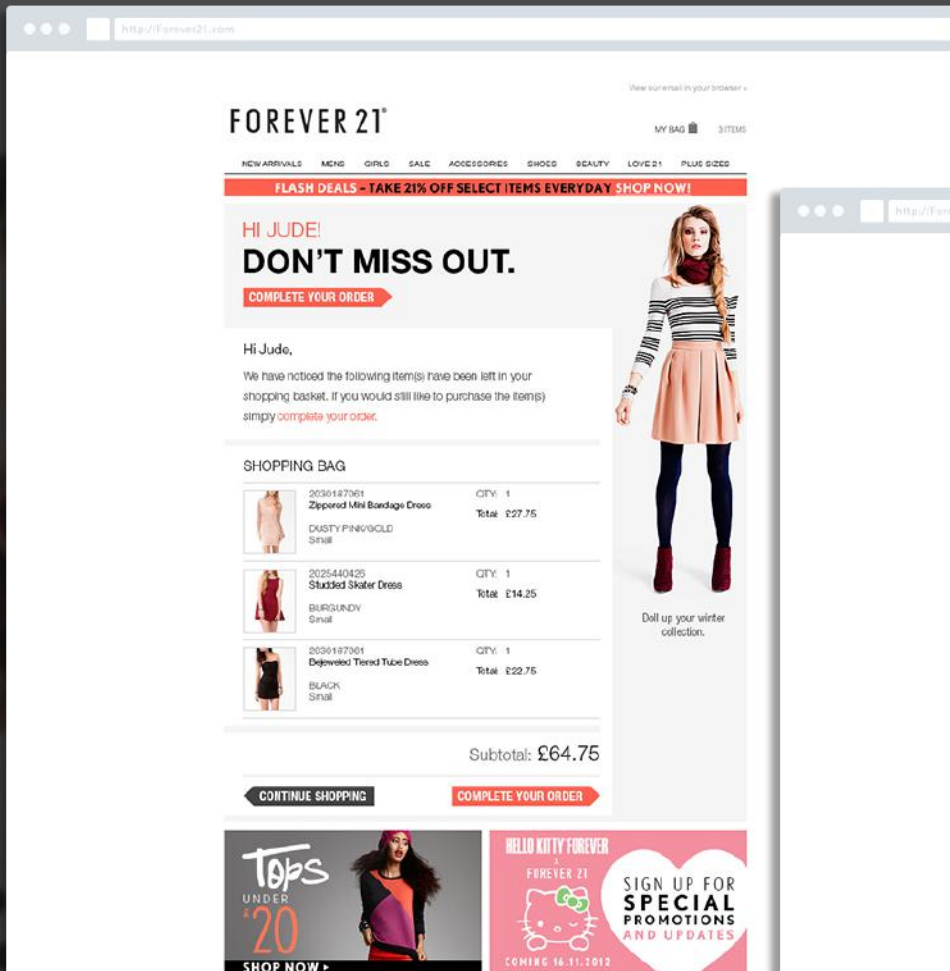 http://Forever21.com
View our email in your browser >
FOREVER 21
MY BAG 3 ITEMS
NEW ARRIVALS MENS GIRLS SALE ACCESSORIES SHOES BEAUTY LOVE 21 PLUS SIZES
FLASH DEALS - TAKE 21% OFF SELECT ITEMS EVERYDAY SHOP NOW!
http://For
HI JUDE!
DON'T MISS OUT.
COMPLETE YOUR ORDER
Hi Jude,
We have noticed the following item(s) have been left in your
shopping basket. If you would still like to purchase the item(s)
simply complete your order.
SHOPPING BAG
2030187061 QTY: 1
Zippered Mini Bandage Dress
Total: £27.75
DUSTY PINK/GOLD
Small
2025440425 QTY: 1
Studded Skater Dress
Total: £14.25
BURGUNDY
Small
2030187061 QTY: 1
Bejeweled Tiered Tube Dress
Total: £22.75
BLACK
Small
Doll up your winter
collection.
Subtotal: £64.75
CONTINUE SHOPPING COMPLETE YOUR ORDER
Tops
UNDER
£20
SHOP NOW
HELLO KITTY FOREVER
X
FOREVER 21
COMING 16.11.2012
SIGN UP FOR
SPECIAL
PROMOTIONS
AND UPDATES